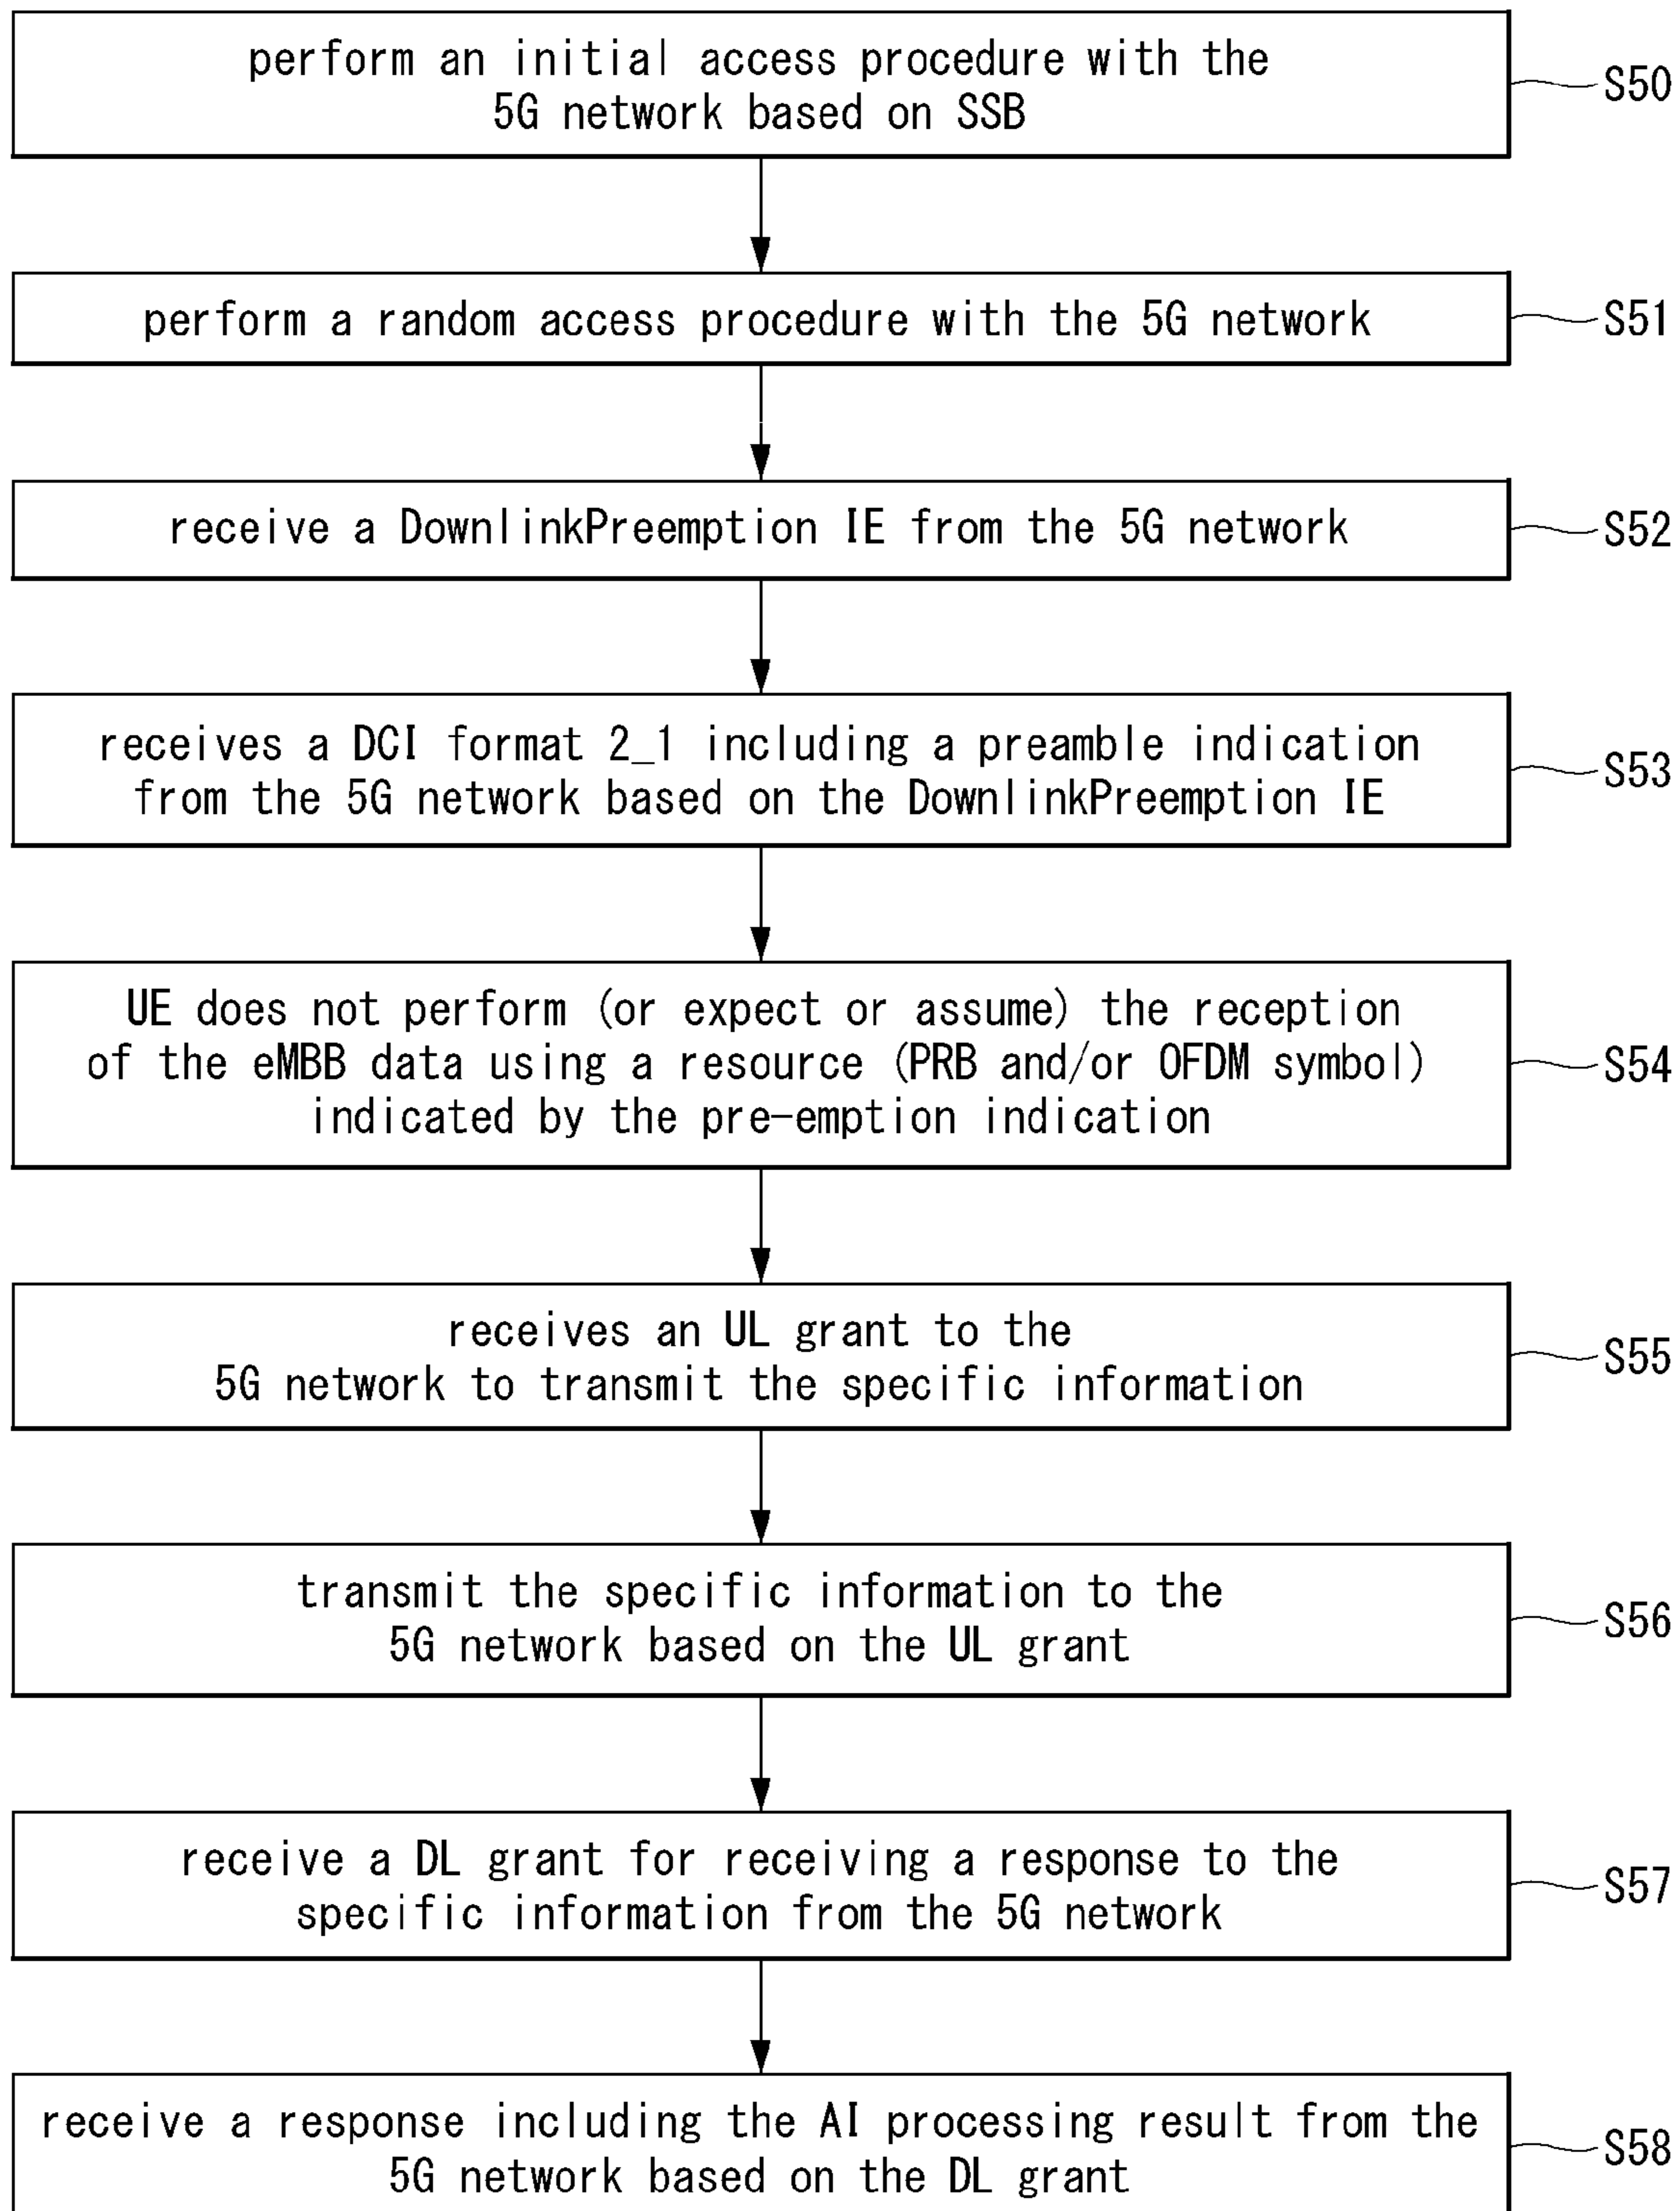 perform an initial access procedure with the
5G network based on SSB
S50
perform a random access procedure with the 5G network
S51
receive a DownlinkPreemption IE from the 5G network
S52
receives a DCI format 2_1 including a preamble indication
from the 5G network based on the DownlinkPreemption IE
S53
UE does not perform (or expect or assume) the reception
of the eMBB data using a resource (PRB and/or OFDM symbol)
indicated by the pre-emption indication
S54
receives an UL grant to the
5G network to transmit the specific information
S55
transmit the specific information to the
5G network based on the UL grant
S56
receive a DL grant for receiving a response to the
specific information from the 5G network
S57
receive a response including the AI processing result from the
5G network based on the DL grant
S58